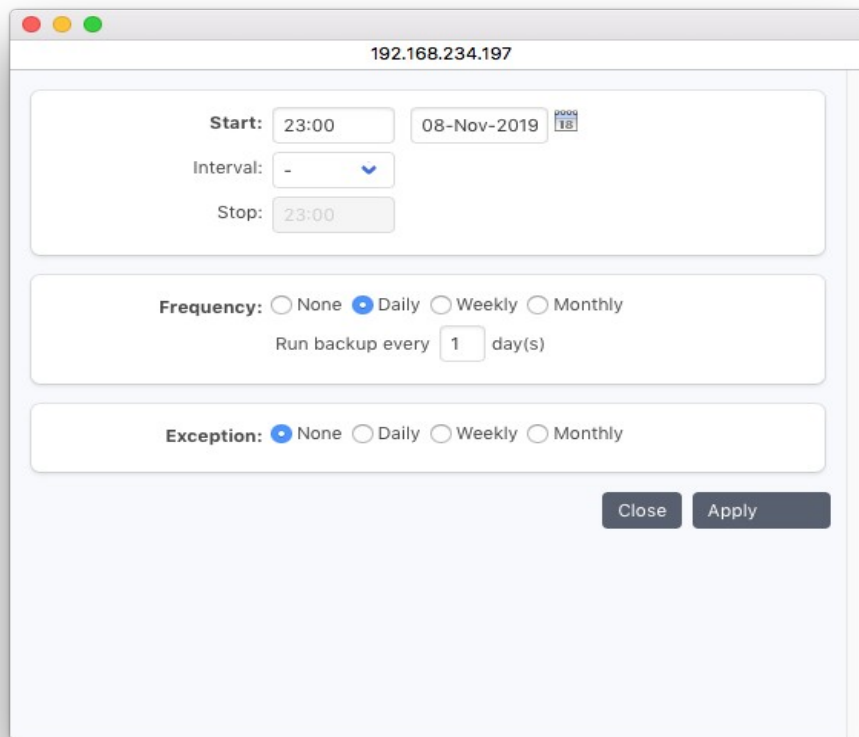 192.168.234.197
Start: 23:00 08-Nov-2019 18
Interval: -
Stop: 23:00
Frequency: None Daily Weekly Monthly
Run backup every 1 day(s)
Exception: None Daily Weekly Monthly
Close Apply